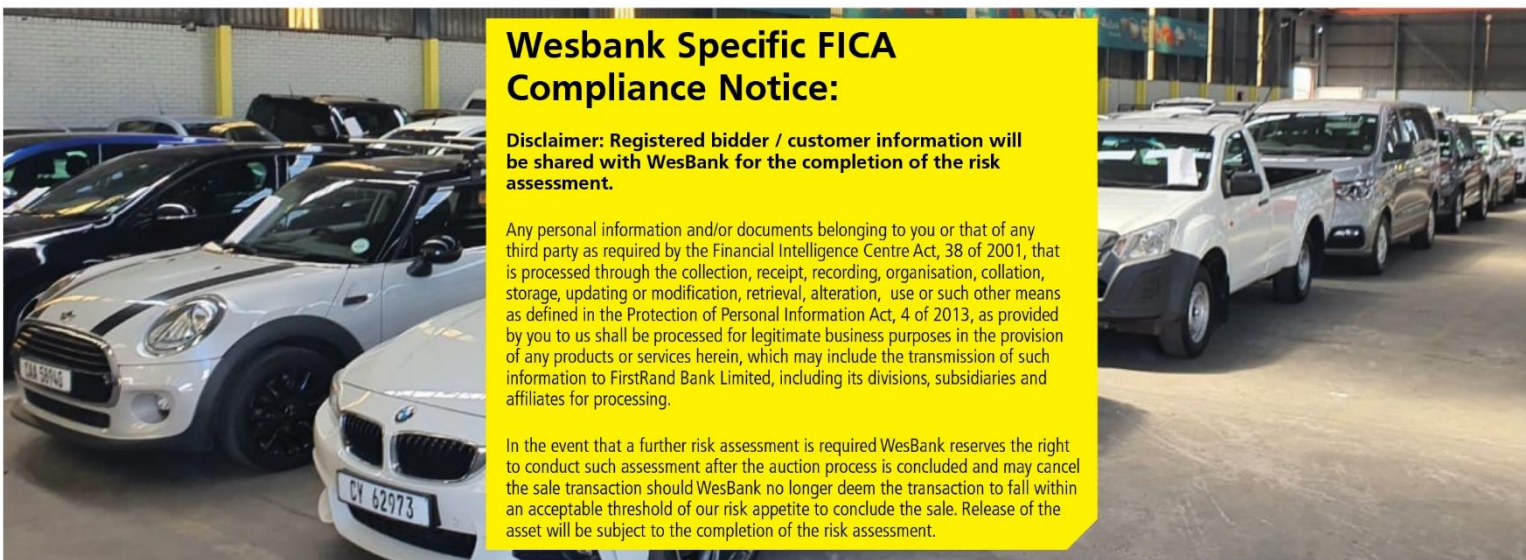 Wesbank Specific FICA
Compliance Notice:
Disclaimer: Registered bidder / customer information will
be shared with WesBank for the completion of the risk
assessment.
Any personal information and/or documents belonging to you or that of any
third party as required by the Financial Intelligence Centre Act, 38 of 2001, that
is processed through the collection, receipt, recording, organisation, collation,
storage, updating or modification, retrieval, alteration, use or such other means
as defined in the Protection of Personal Information Act, 4 of 2013, as provided
by you to us shall be processed for legitimate business purposes in the provision
of any products or services herein, which may include the transmission of such
information to FirstRand Bank Limited, including its divisions, subsidiaries and
affiliates for processing.
In the event that a further risk assessment is required WesBank reserves the right
to conduct such assessment after the auction process is concluded and may cancel
the sale transaction should WesBank no longer deem the transaction to fall within
an acceptable threshold of our risk appetite to conclude the sale. Release of the
asset will be subject to the completion of the risk assessment.
CAA 5894G
CY 62973